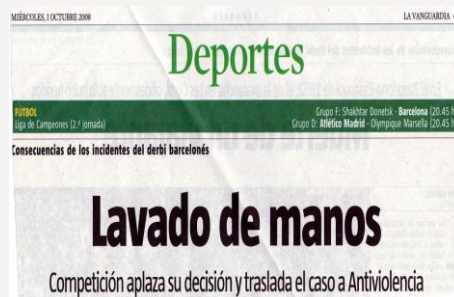 MIÉRCOLES, 1 OCTUBRE 2008 LA VANGUARDIA
Deportes
FÚTBOL
Liga de Campeones (2.ª jornada)
Grupo F: Shakhtar Donetsk - Barcelona (20.45 h
Grupo D: Atlético Madrid - Olympique Marsella (20.45 h
Consecuencias de los incidentes del derbi barcelonés
Lavado de manos
Competición aplaza su decisión y traslada el caso a Antiviolencia